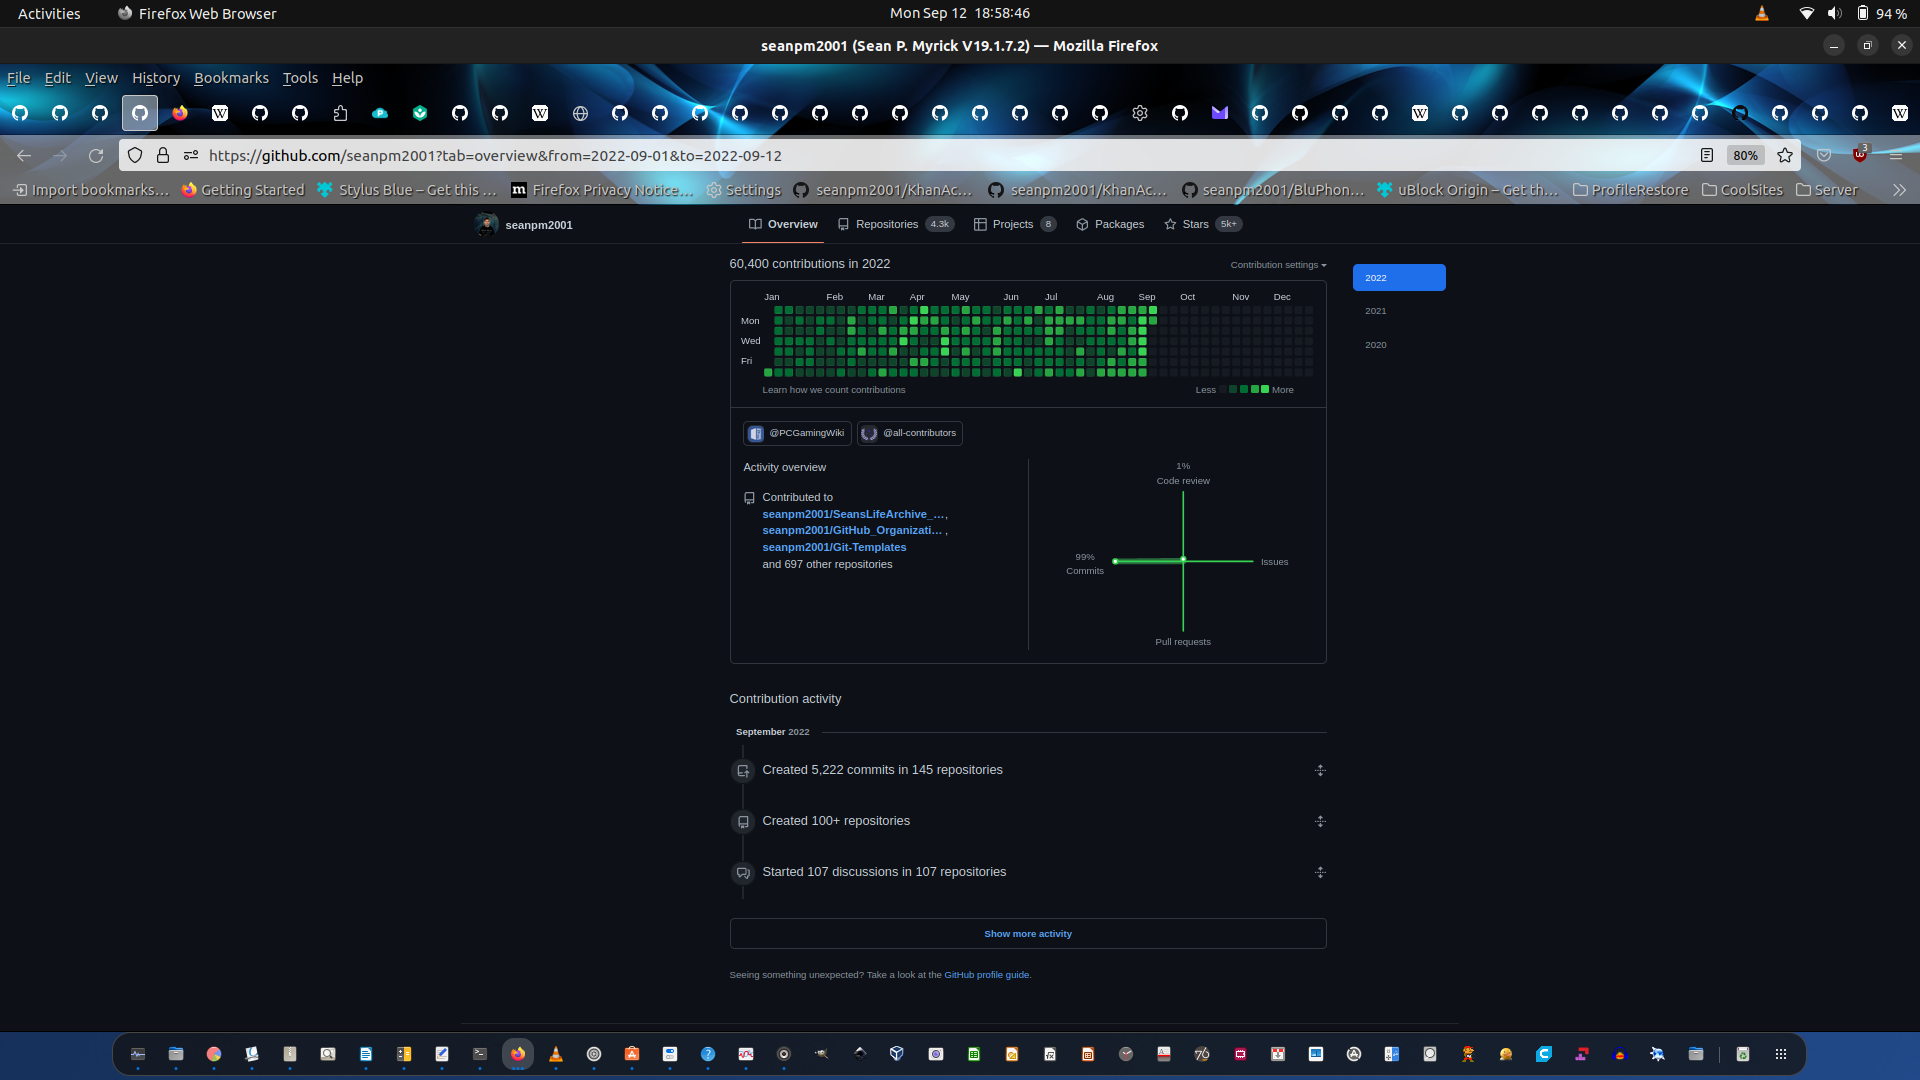 Activities Firefox Web Browser Mon Sep 12 18:58:46 94 %
seanpm2001 (Sean P. Myrick V19.1.7.2) — Mozilla Firefox
File Edit View History Bookmarks Tools Help
https://github.com/seanpm2001?tab=overview&from=2022-09-01&to=2022-09-12 80% 3
Import bookmarks… Getting Started Stylus Blue – Get this … Firefox Privacy Notice… Settings seanpm2001/KhanAc… seanpm2001/KhanAc… seanpm2001/BluPhon… uBlock Origin – Get th… ProfileRestore CoolSites Server
seanpm2001 Overview Repositories 4.3k Projects 8 Packages Stars 5k+
60,400 contributions in 2022 Contribution settings
2022
2021
2020
Jan Feb Mar Apr May Jun Jul Aug Sep Oct Nov Dec
Mon
Wed
Fri
Learn how we count contributions Less More
@PCGamingWiki @all-contributors
Activity overview
Contributed to
seanpm2001/SeansLifeArchive_…,
seanpm2001/GitHub_Organizati… ,
seanpm2001/Git-Templates
and 697 other repositories
1%
Code review
99%
Commits
Issues
Pull requests
Contribution activity
September 2022
Created 5,222 commits in 145 repositories
Created 100+ repositories
Started 107 discussions in 107 repositories
Show more activity
Seeing something unexpected? Take a look at the GitHub profile guide.